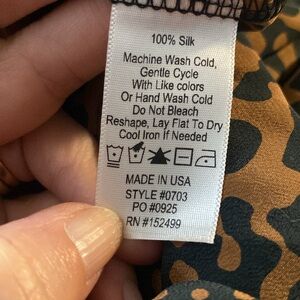 100% Silk
Machine Wash Cold,
Gentle Cycle
With Like colors
Or Hand Wash Cold
Do Not Bleach
Reshape, Lay Flat To Dry
Cool Iron If Needed
MADE IN USA
STYLE #0703
PO #0925
RN #152499